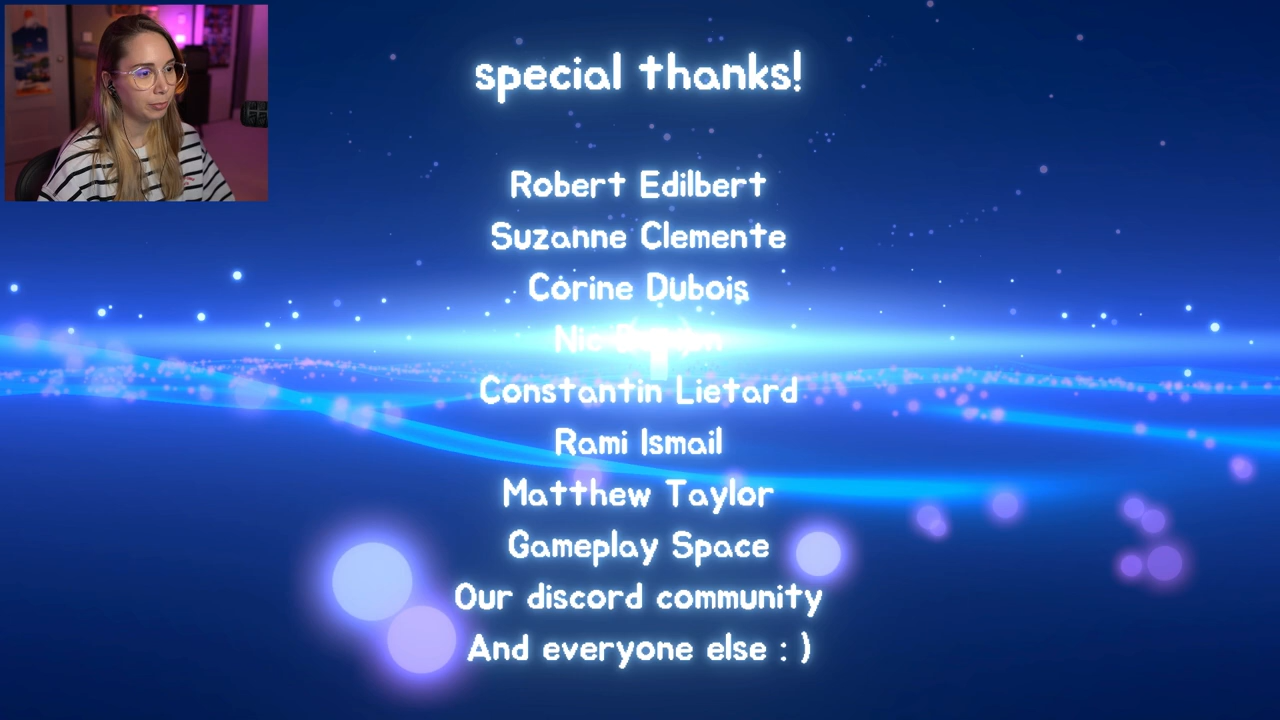 special thanks!
Robert Edilbert
Suzanne Clemente
Corine Dubois
Constantin Lietard
Rami Ismail
Matthew Taylor
Gameplay Space
Our discord community
And everyone else : )